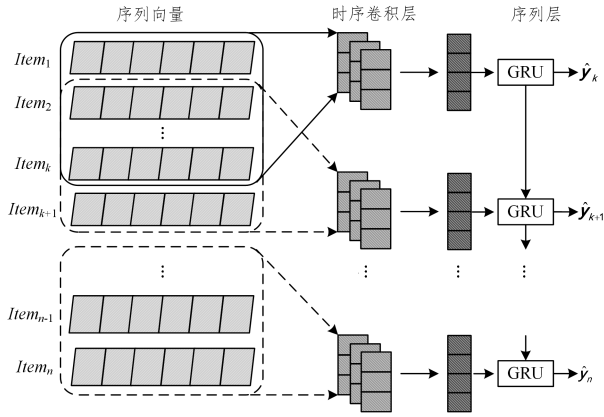 序列向量 时序卷积层 序列层
Item₁
GRU ŷₖ
Item₂
⋮
Itemₖ
Itemₖ₊₁
GRU ŷₖ₊₁
⋮ ⋮ ⋮ ⋮
Itemₙ₋₁
Itemₙ
GRU ŷₙ